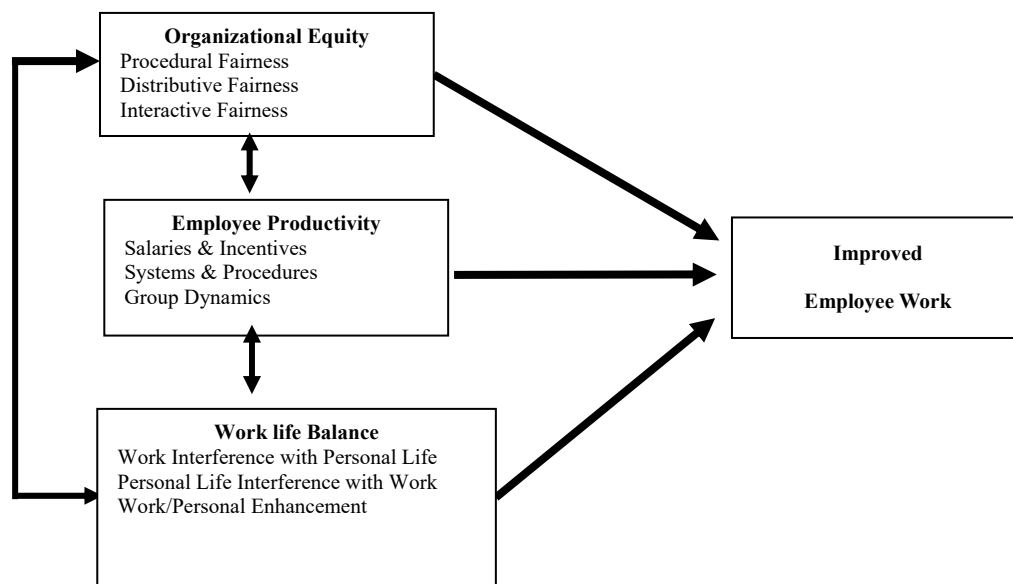 Organizational Equity
Procedural Fairness
Distributive Fairness
Interactive Fairness
Employee Productivity
Salaries & Incentives
Systems & Procedures
Group Dynamics
Improved
Employee Work
Work life Balance
Work Interference with Personal Life
Personal Life Interference with Work
Work/Personal Enhancement